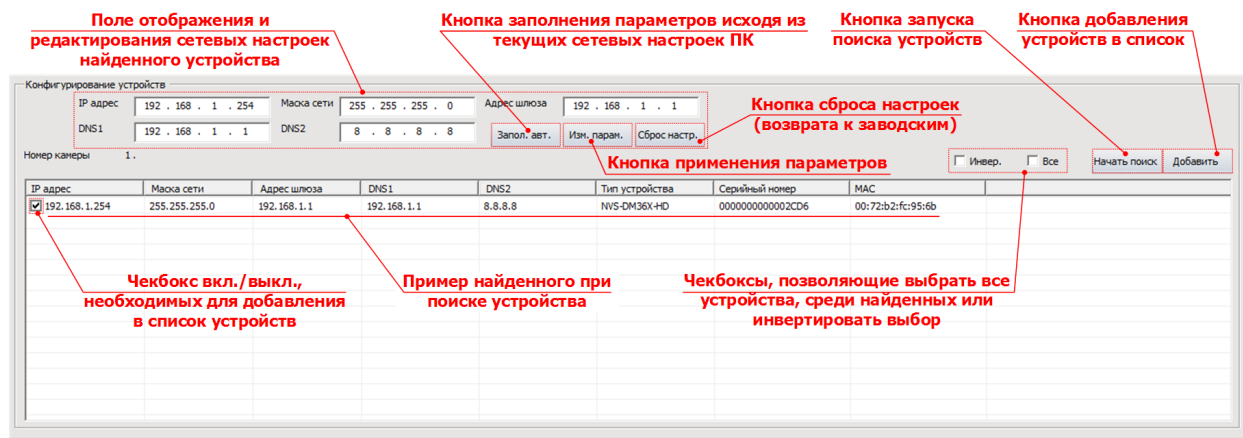 Поле отображения и
редактирования сетевых настроек
найденного устройства
Кнопка заполнения параметров исходя из
текущих сетевых настроек ПК
Кнопка запуска
поиска устройств
Кнопка добавления
устройств в список
Конфигурирование устройств
IP адрес 192 . 168 . 1 . 254 Маска сети 255 . 255 . 255 . 0 Адрес шлюза 192 . 168 . 1 . 1
Кнопка сброса настроек
(возврата к заводским)
DNS1 192 . 168 . 1 . 1 DNS2 8 . 8 . 8 . 8 Запол. авт. Изм. парам. Сброс настр.
Кнопка применения параметров
Номер камеры 1. Инвер. Все Начать поиск Добавить
IP адрес Маска сети Адрес шлюза DNS1 DNS2 Тип устройства Серийный номер MAC
192.168.1.254 255.255.255.0 192.168.1.1 192.168.1.1 8.8.8.8 NVS-DM36X-HD 0000000000002CD6 00:72:b2:fc:95:6b
Чекбокс вкл./выкл.,
необходимых для добавления
в список устройств
Пример найденного при
поиске устройства
Чекбоксы, позволяющие выбрать все
устройства, среди найденных или
инвертировать выбор